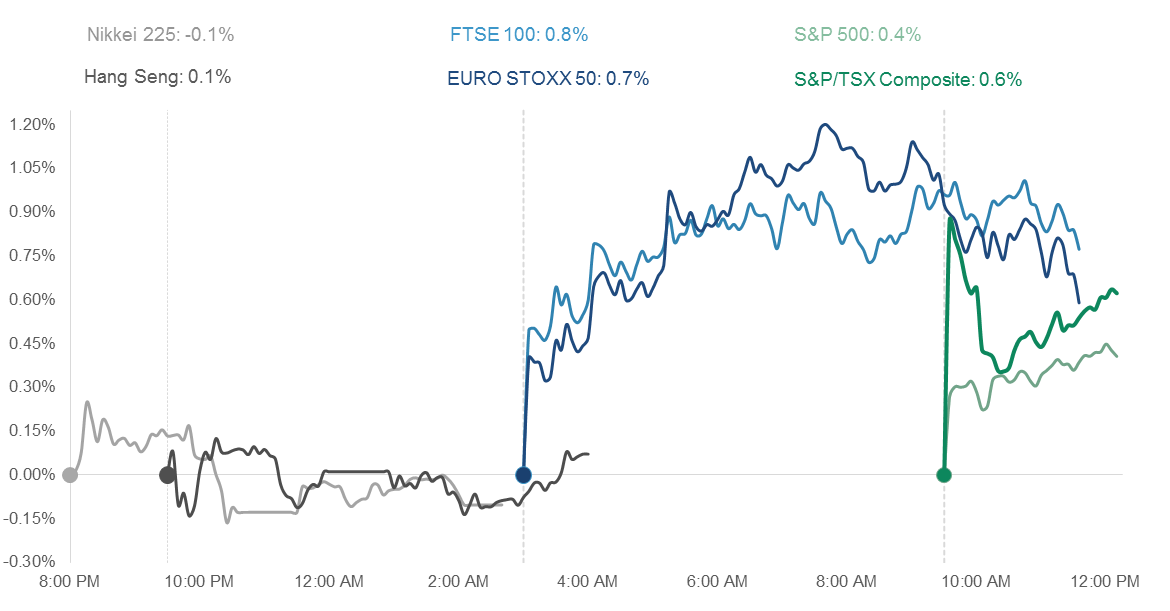 Nikkei 225: -0.1%
FTSE 100: 0.8%
S&P 500: 0.4%
Hang Seng: 0.1%
EURO STOXX 50: 0.7%
S&P/TSX Composite: 0.6%
1.20%
1.05%
0.90%
0.75%
0.60%
0.45%
0.30%
0.15%
0.00%
-0.15%
-0.30%
8:00 PM 10:00 PM 12:00 AM 2:00 AM 4:00 AM 6:00 AM 8:00 AM 10:00 AM 12:00 PM